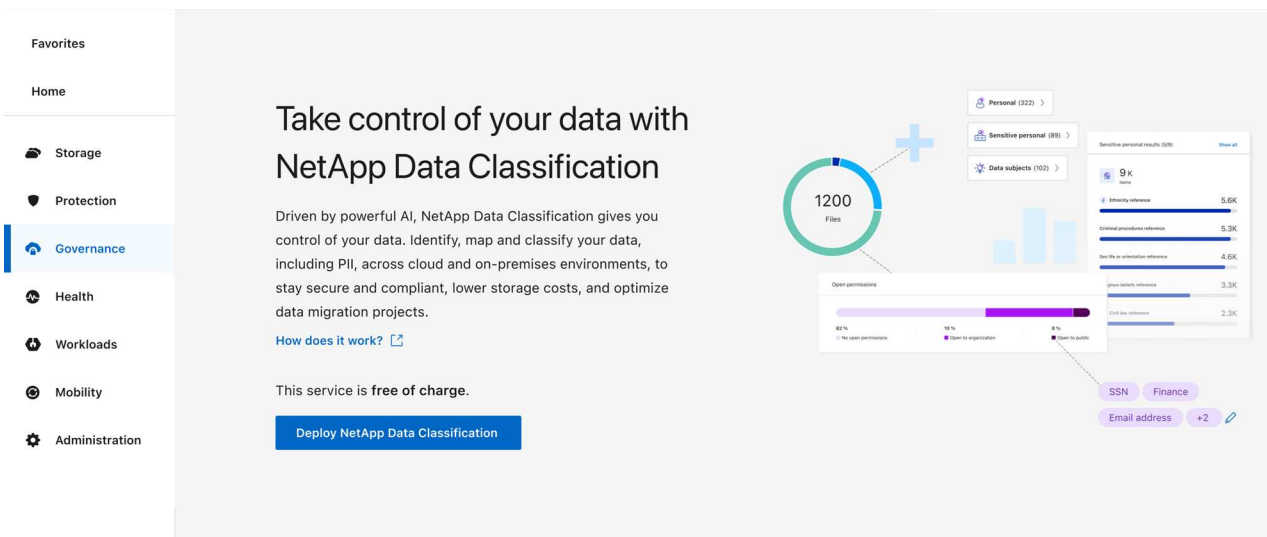 Favorites
Home
Storage
Protection
Governance
Health
Workloads
Mobility
Administration
Take control of your data with
NetApp Data Classification
Driven by powerful AI, NetApp Data Classification gives you
control of your data. Identify, map and classify your data,
including PII, across cloud and on-premises environments, to
stay secure and compliant, lower storage costs, and optimize
data migration projects.
How does it work?
This service is free of charge.
Deploy NetApp Data Classification
Personal (322)
Sensitive personal (89)
Data subjects (102)
1200
Files
Sensitive personal results (5/9) Show all
9 K
Items
Ethnicity reference 5.6K
Criminal procedures reference 5.3K
Sex life or orientation reference 4.6K
beliefs reference 3.3K
Civil law reference 2.3K
Open permissions
82 % 10 % 8 %
No open permissions Open to organization Open to public
SSN Finance
Email address +2